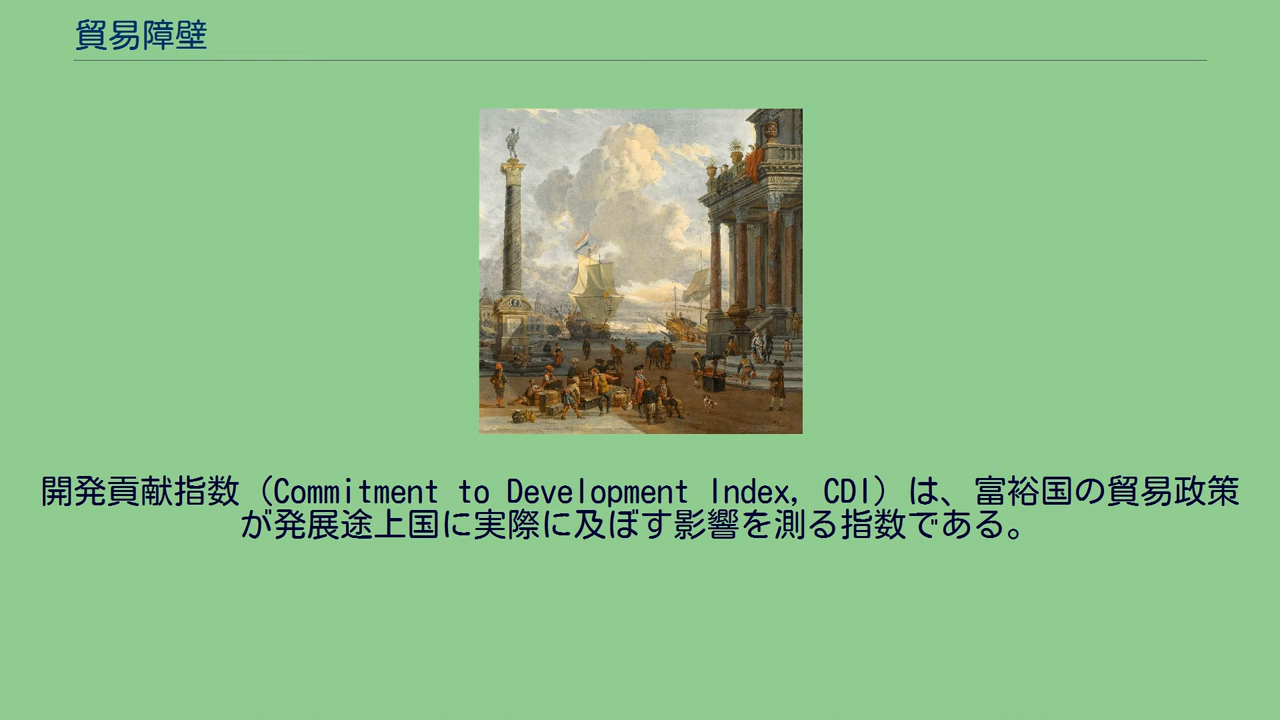 貿易障壁
開発貢献指数（Commitment to Development Index, CDI）は、富裕国の貿易政策
が発展途上国に実際に及ぼす影響を測る指数である。